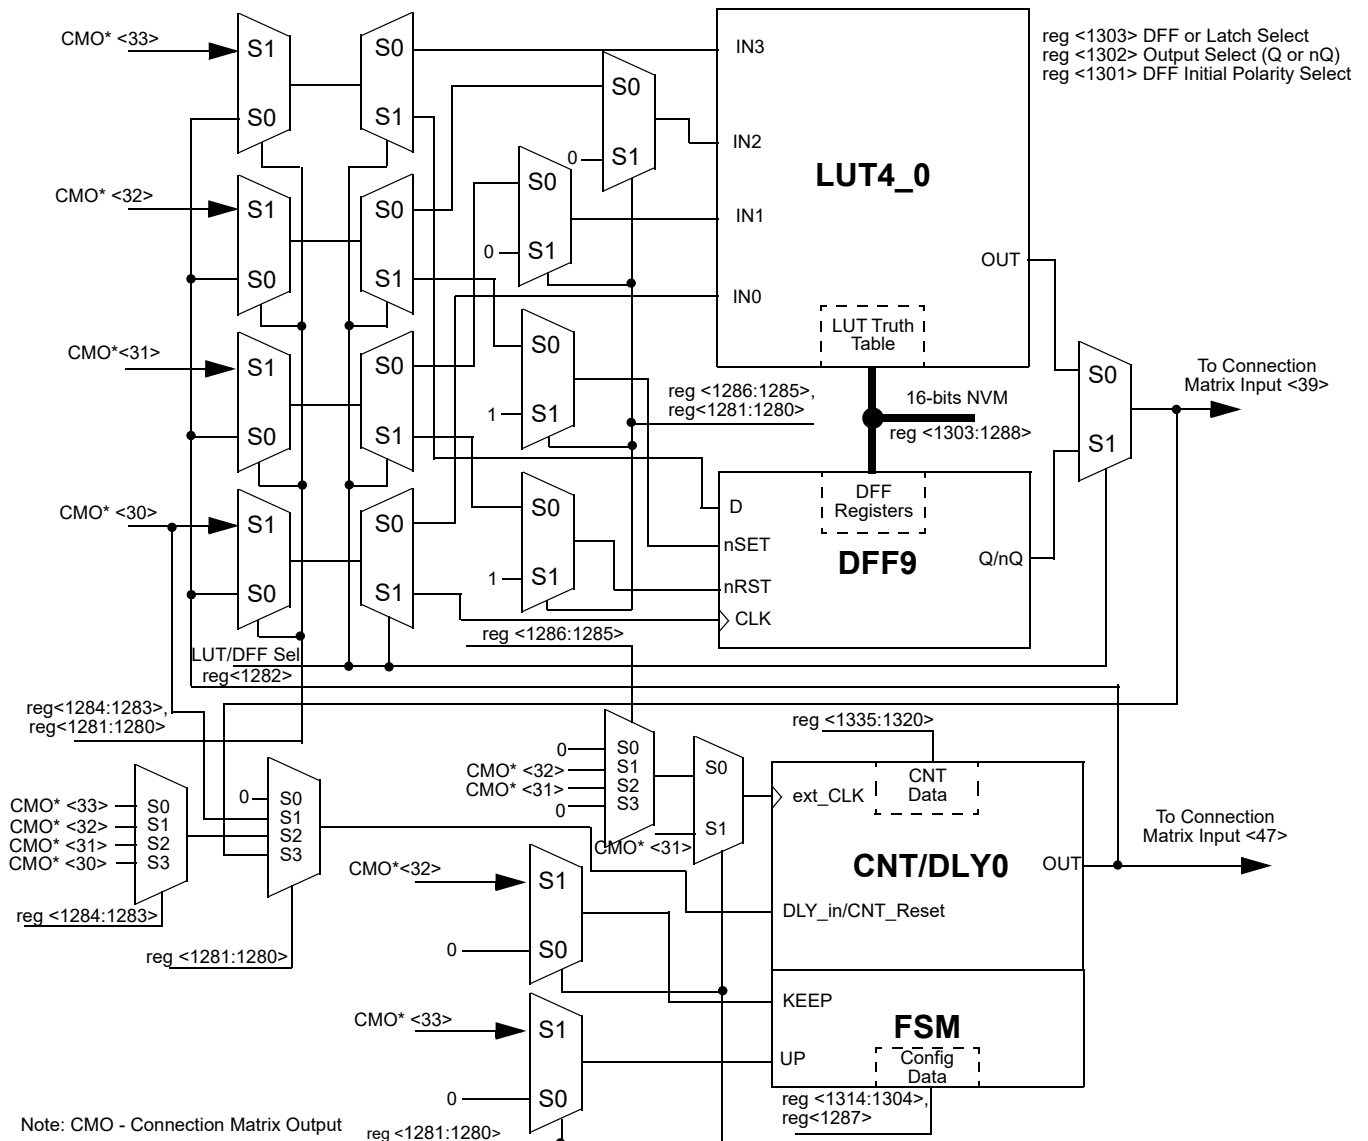 CMO* <33>
S1
S0
S0
S1
S0
S1
0
IN3
IN2
IN1
IN0
LUT4_0
OUT
LUT Truth
Table
reg <1303> DFF or Latch Select
reg <1302> Output Select (Q or nQ)
reg <1301> DFF Initial Polarity Select
CMO* <32>
S1
S0
S0
S1
S0
S1
0
CMO*<31>
S1
S0
S0
S1
S0
S1
1
reg <1286:1285>,
reg<1281:1280>
16-bits NVM
reg <1303:1288>
S0
S1
To Connection
Matrix Input <39>
CMO* <30>
S1
S0
S0
S1
S0
S1
1
D
nSET
nRST
CLK
DFF
Registers
DFF9
Q/nQ
LUT/DFF Sel
reg<1282>
reg <1286:1285>
reg<1284:1283>,
reg<1281:1280>
CMO* <33>
CMO* <32>
CMO* <31>
CMO* <30>
S0
S1
S2
S3
reg <1284:1283>
0
S0
S1
S2
S3
reg <1281:1280>
0
CMO* <32>
CMO* <31>
0
S0
S1
S2
S3
S0
S1
CMO* <31>
reg <1335:1320>
CNT
Data
ext_CLK
CNT/DLY0
OUT
DLY_in/CNT_Reset
To Connection
Matrix Input <47>
CMO*<32>
S1
S0
0
KEEP
FSM
UP
Config
Data
CMO* <33>
S1
S0
0
reg <1314:1304>,
reg<1287>
Note: CMO - Connection Matrix Output
reg <1281:1280>